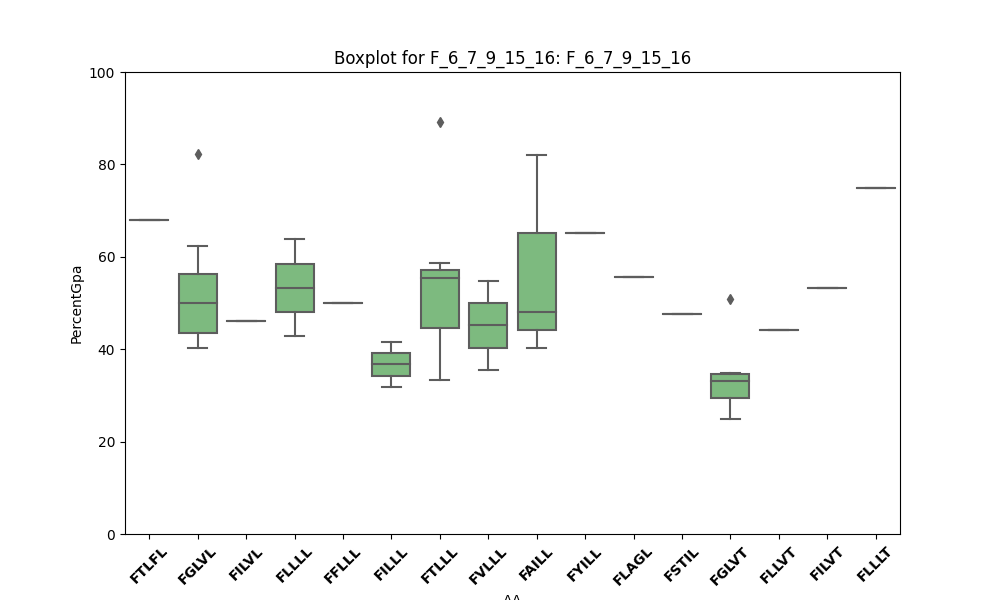 Boxplot for F_6_7_9_15_16: F_6_7_9_15_16
PercentGpa
100
80
60
40
20
0
FTLFL
FGLVL
FILVL
FLLLL
FFLLL
FILLL
FTLLL
FVLLL
FAILL
FYILL
FLAGL
FSTIL
FGLVT
FLLVT
FILVT
FLLLT
AA